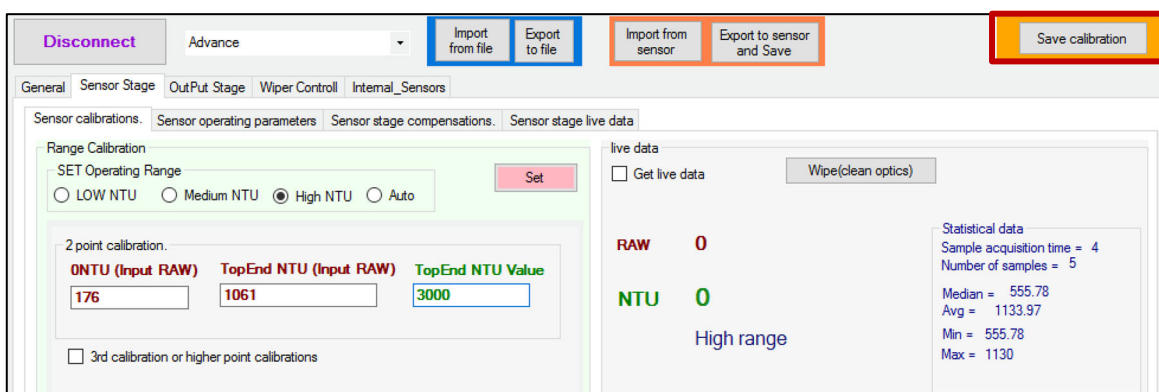 Disconnect
Advance
Import
from file
Export
to file
Import from
sensor
Export to sensor
and Save
Save calibration
General
Sensor Stage
OutPut Stage
Wiper Controll
Internal_Sensors
Sensor calibrations.
Sensor operating parameters
Sensor stage compensations.
Sensor stage live data
Range Calibration
SET Operating Range
LOW NTU
Medium NTU
High NTU
Auto
Set
2 point calibration.
0NTU (Input RAW)
TopEnd NTU (Input RAW)
TopEnd NTU Value
176
1061
3000
3rd calibration or higher point calibrations
live data
Get live data
Wipe(clean optics)
RAW 0
NTU 0
High range
Statistical data
Sample acquisition time = 4
Number of samples = 5
Median = 555.78
Avg = 1133.97
Min = 555.78
Max = 1130